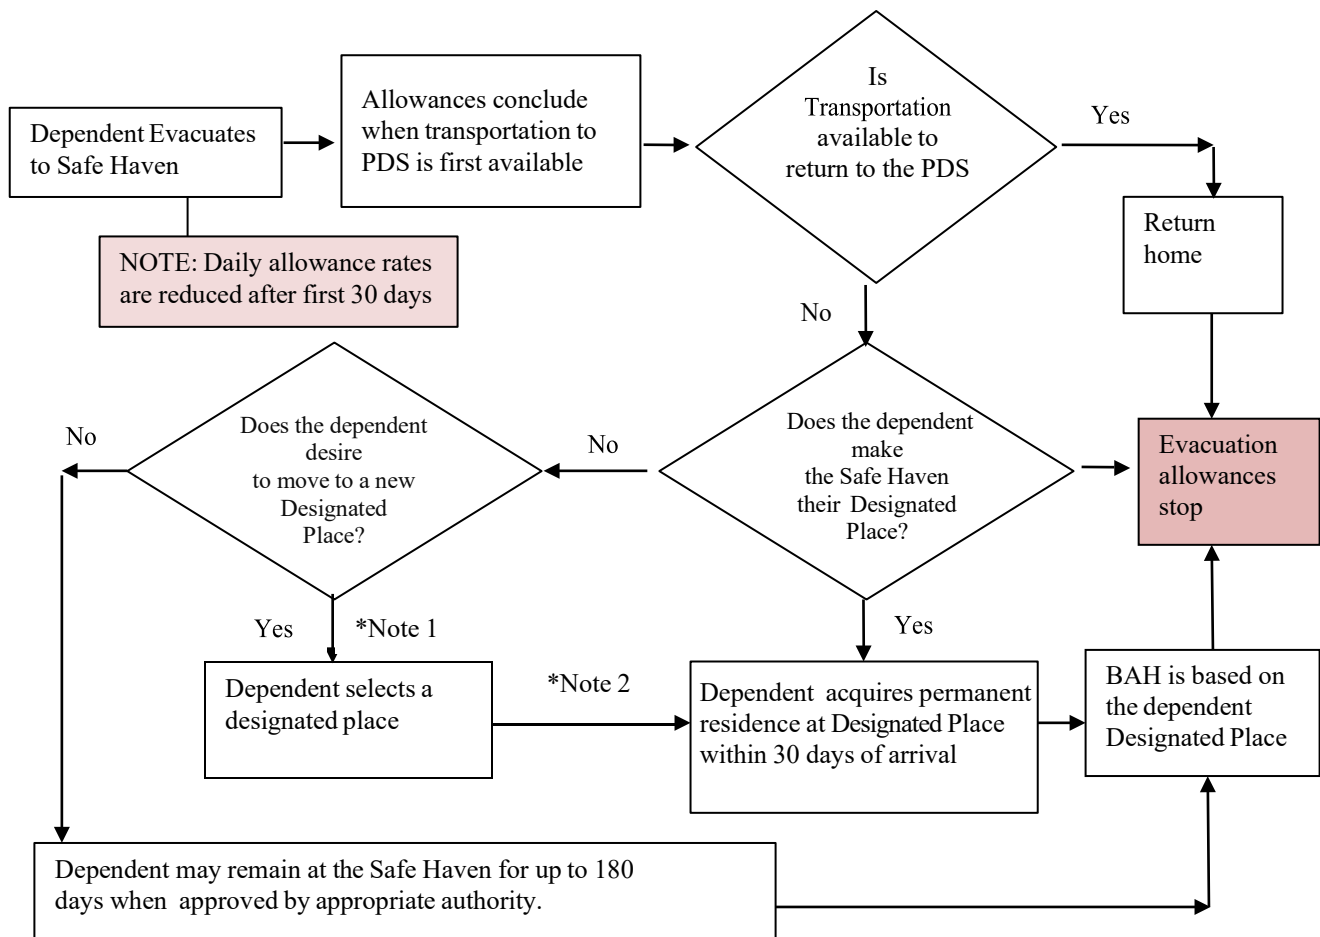 Dependent Evacuates
to Safe Haven
Allowances conclude
when transportation to
PDS is first available
Is
Transportation
available to
return to the PDS
Yes
Return
home
NOTE: Daily allowance rates
are reduced after first 30 days
No
No
Does the dependent
desire
to move to a new
Designated
Place?
No
Does the dependent
make
the Safe Haven
their Designated
Place?
Evacuation
allowances
stop
Yes
*Note 1
Yes
Dependent selects a
designated place
*Note 2
Dependent acquires permanent
residence at Designated Place
within 30 days of arrival
BAH is based on
the dependent
Designated Place
Dependent may remain at the Safe Haven for up to 180
days when approved by appropriate authority.